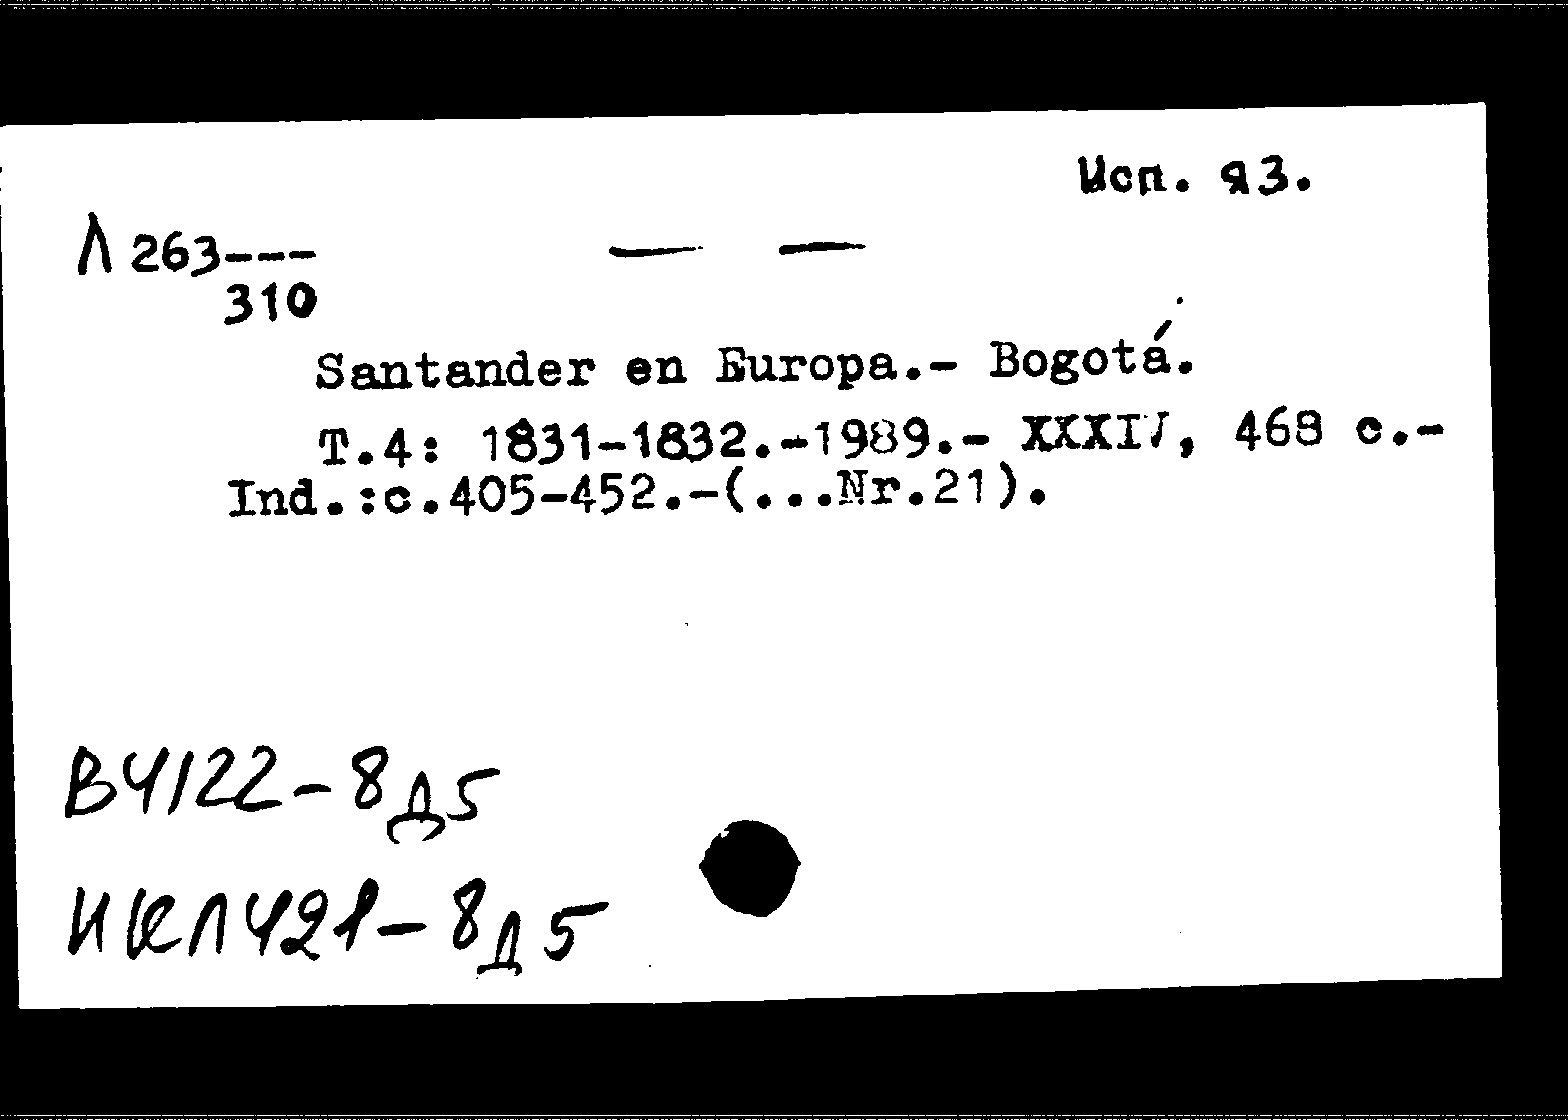 Исп. яз.
Л 263---
310
— —
Santander en Europa.- Bogotá.
T.4: 1831-1832.-1989.- XXXIV, 468 с.-
Ind.:с.405-452.-(...Nr.21).
В4122-8Д5
ИКЛ421-8Д5